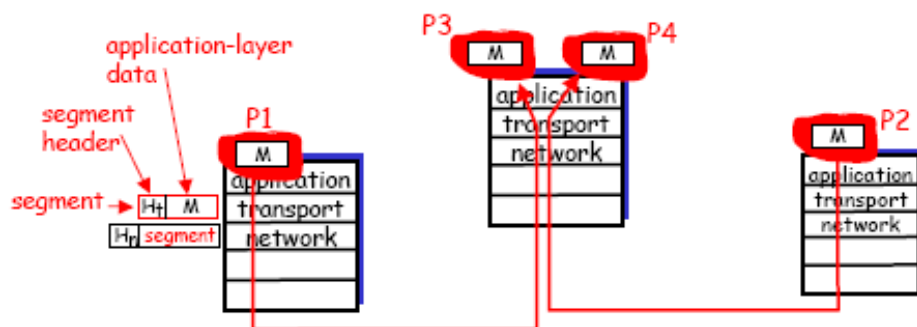 application-layer
data
segment
header
segment
Ht M
Hn segment
P1
M
application
transport
network
P3
M
M
P4
application
transport
network
M
P2
application
transport
network